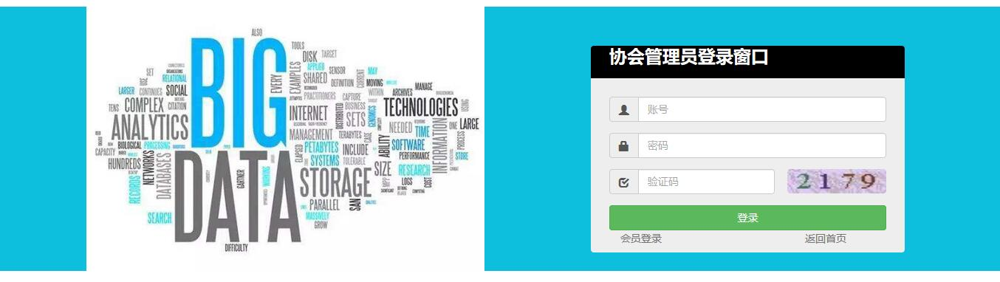 ALSO
TOOLS
DISK
TARGET
BIG
EVERY
EXAMPLES
APPLIED
SHARED
SENSOR
CURRENT
MAY
SET
RELATIONAL
DEFINITION
MOVING
MANAGE
LARGER
CONTINUES
SOCIAL
PRACTITIONERS
CAPTURE
WITHIN
ARCHIVES
TENS
COMPLEX
CITATION
INTERNET
DISTRIBUTED
BUSINESS
TECHNOLOGIES
USING
ANALYTICS
SETS
GENOMICS
NEEDED
TIME
INFORMATION
ONE
LARGE
MANAGEMENT
TERABYTES
CASE
ABILITY
SOFTWARE
PROCESS
BIOLOGICAL
PROCESSING
PETABYTES
INCLUDE
CAPACITY
ELAPSED
SYSTEMS
TOLERABLE
PERFORMANCE
STORE
HUNDREDS
NETWORKS
DATABASES
DATA
STORAGE
SIZE
RESEARCH
RECORDS
GARTNER
WORKING
LOGS
COST
PARALLEL
SAN
SEARCH
MASSIVELY
GROW
DIFFICULTY
协会管理员登录窗口
账号
密码
验证码 2179
登录
会员登录 返回首页